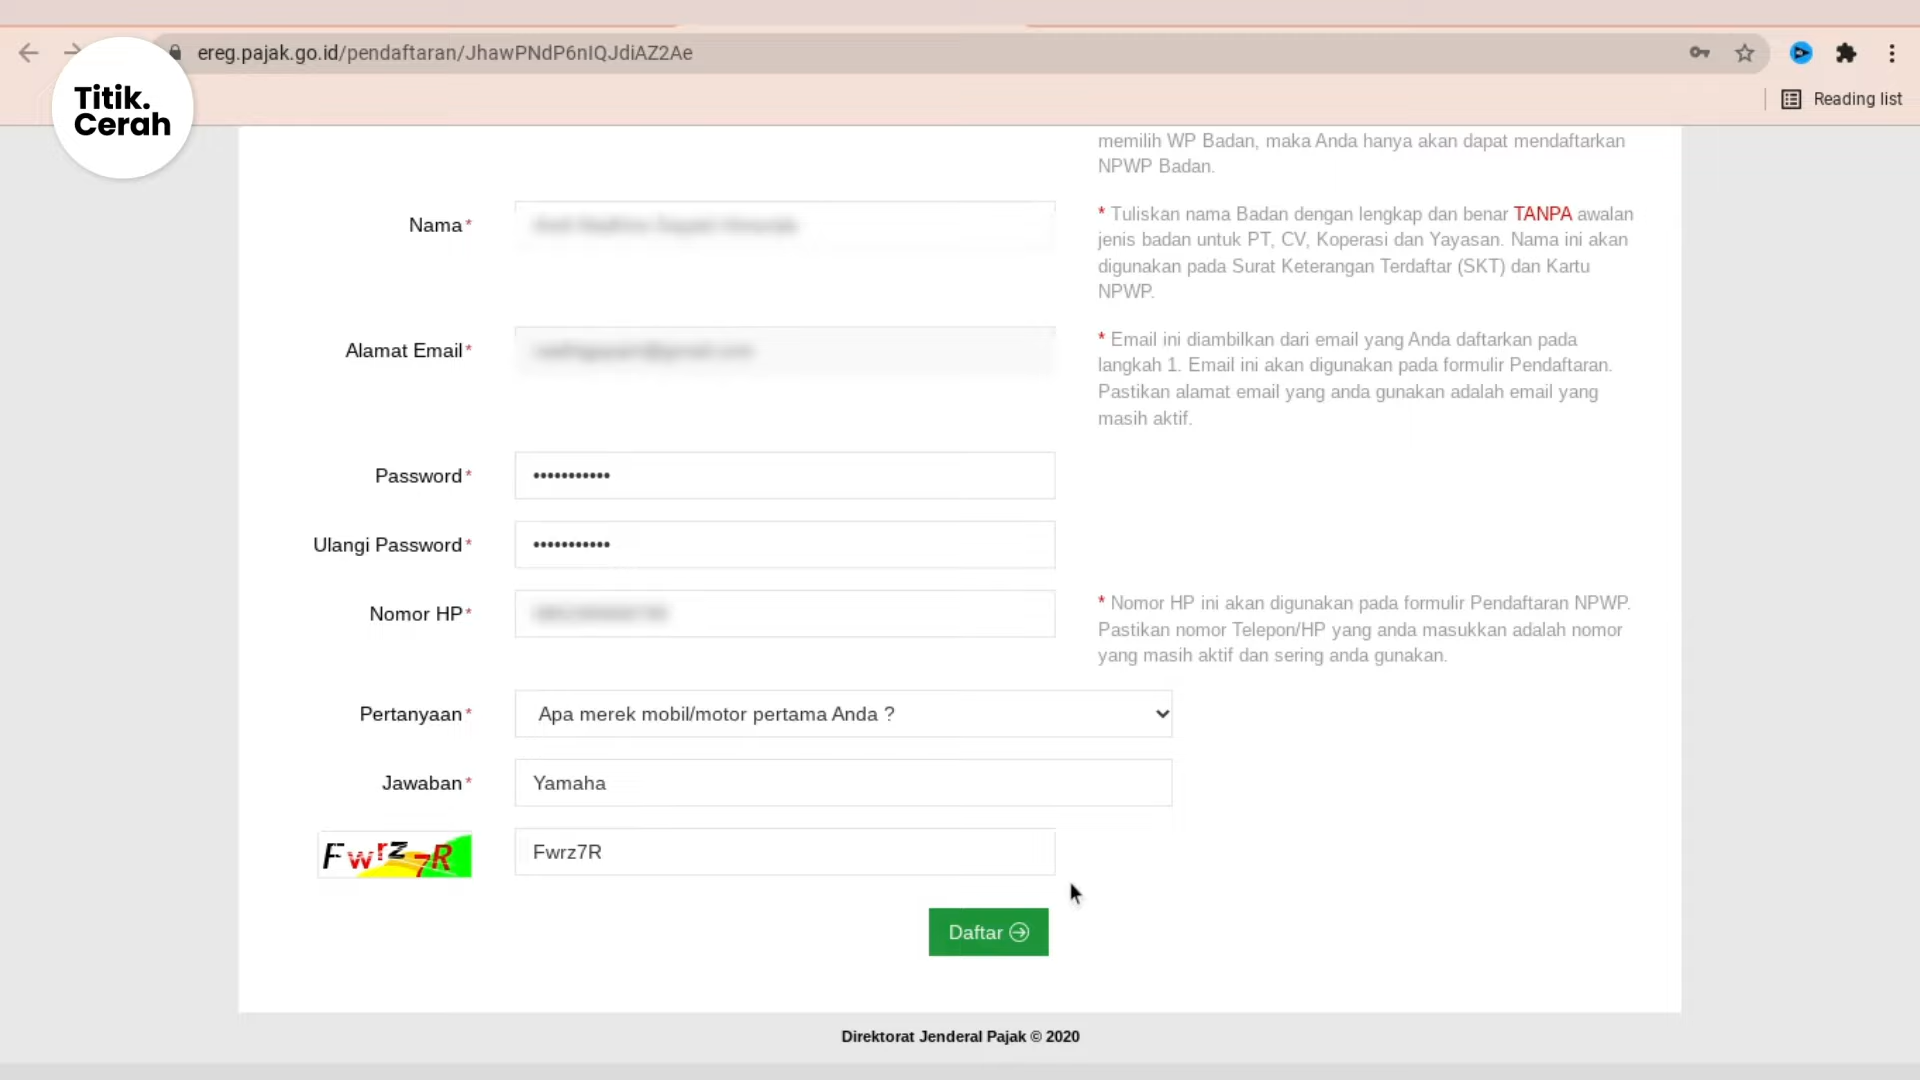 ereg.pajak.go.id/pendaftaran/JhawPNdP6nIQJdiAZ2Ae
Titik.
Cerah
Reading list
memilih WP Badan, maka Anda hanya akan dapat mendaftarkan
NPWP Badan.
Nama*
* Tuliskan nama Badan dengan lengkap dan benar TANPA awalan
jenis badan untuk PT, CV, Koperasi dan Yayasan. Nama ini akan
digunakan pada Surat Keterangan Terdaftar (SKT) dan Kartu
NPWP.
Alamat Email*
* Email ini diambilkan dari email yang Anda daftarkan pada
langkah 1. Email ini akan digunakan pada formulir Pendaftaran.
Pastikan alamat email yang anda gunakan adalah email yang
masih aktif.
Password* •••••••••••
Ulangi Password* •••••••••••
Nomor HP*
* Nomor HP ini akan digunakan pada formulir Pendaftaran NPWP.
Pastikan nomor Telepon/HP yang anda masukkan adalah nomor
yang masih aktif dan sering anda gunakan.
Pertanyaan* Apa merek mobil/motor pertama Anda ?
Jawaban* Yamaha
Fwrz7R Fwrz7R
Daftar
Direktorat Jenderal Pajak © 2020